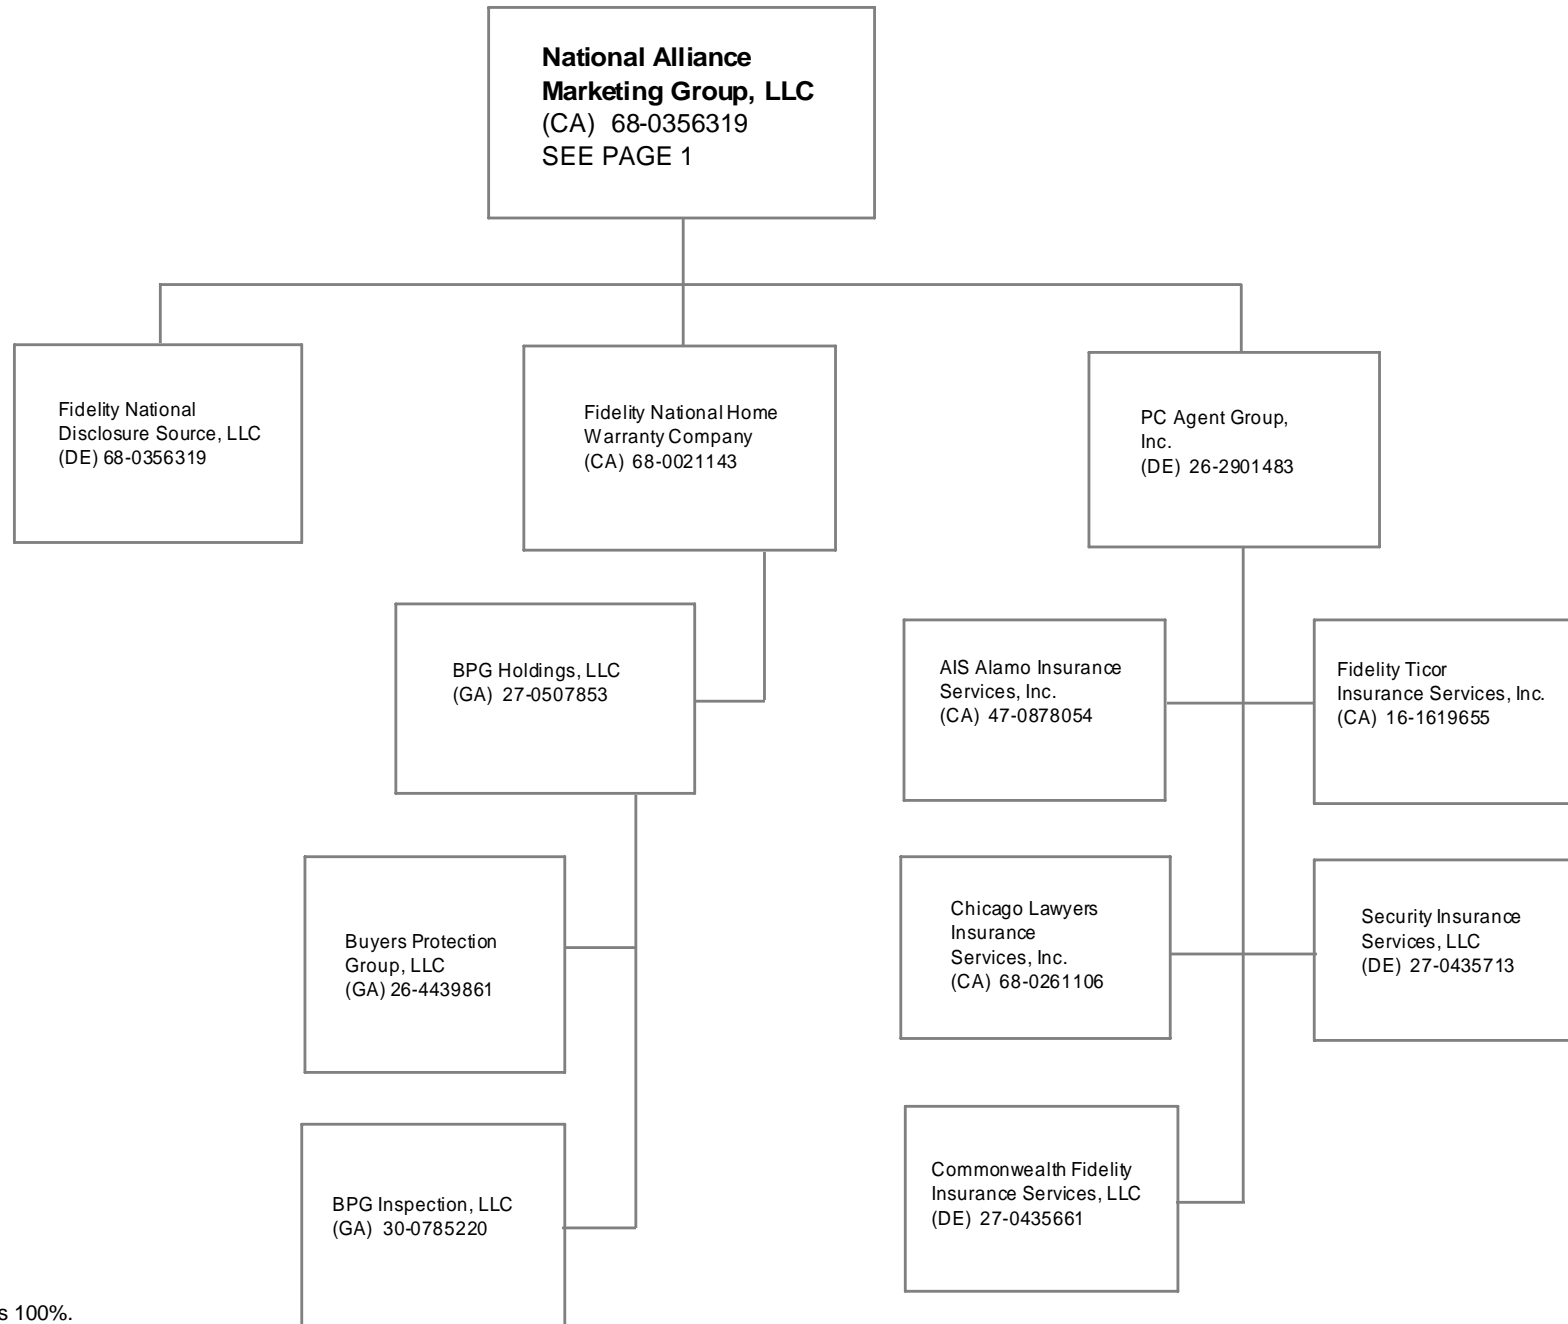 National Alliance
Marketing Group, LLC
(CA) 68-0356319
SEE PAGE 1
Fidelity National
Disclosure Source, LLC
(DE) 68-0356319
Fidelity National Home
Warranty Company
(CA) 68-0021143
PC Agent Group,
Inc.
(DE) 26-2901483
BPG Holdings, LLC
(GA) 27-0507853
AIS Alamo Insurance
Services, Inc.
(CA) 47-0878054
Fidelity Ticor
Insurance Services, Inc.
(CA) 16-1619655
Buyers Protection
Group, LLC
(GA) 26-4439861
Chicago Lawyers
Insurance
Services, Inc.
(CA) 68-0261106
Security Insurance
Services, LLC
(DE) 27-0435713
BPG Inspection, LLC
(GA) 30-0785220
Commonwealth Fidelity
Insurance Services, LLC
(DE) 27-0435661
100%.